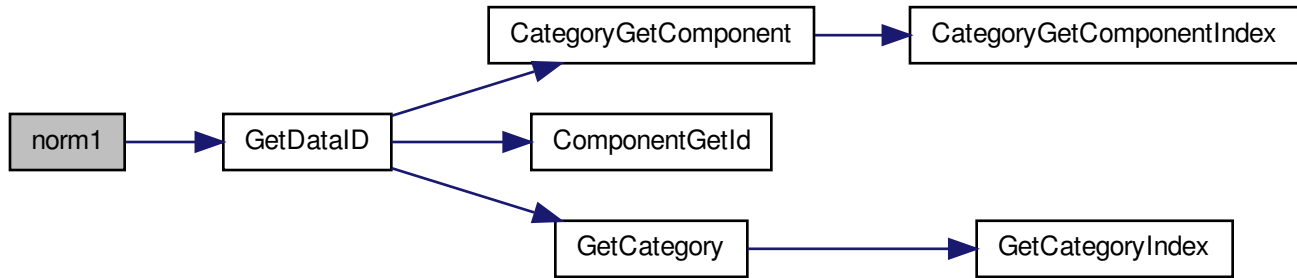 CategoryGetComponent
CategoryGetComponentIndex
norm1
GetDataID
ComponentGetId
GetCategory
GetCategoryIndex